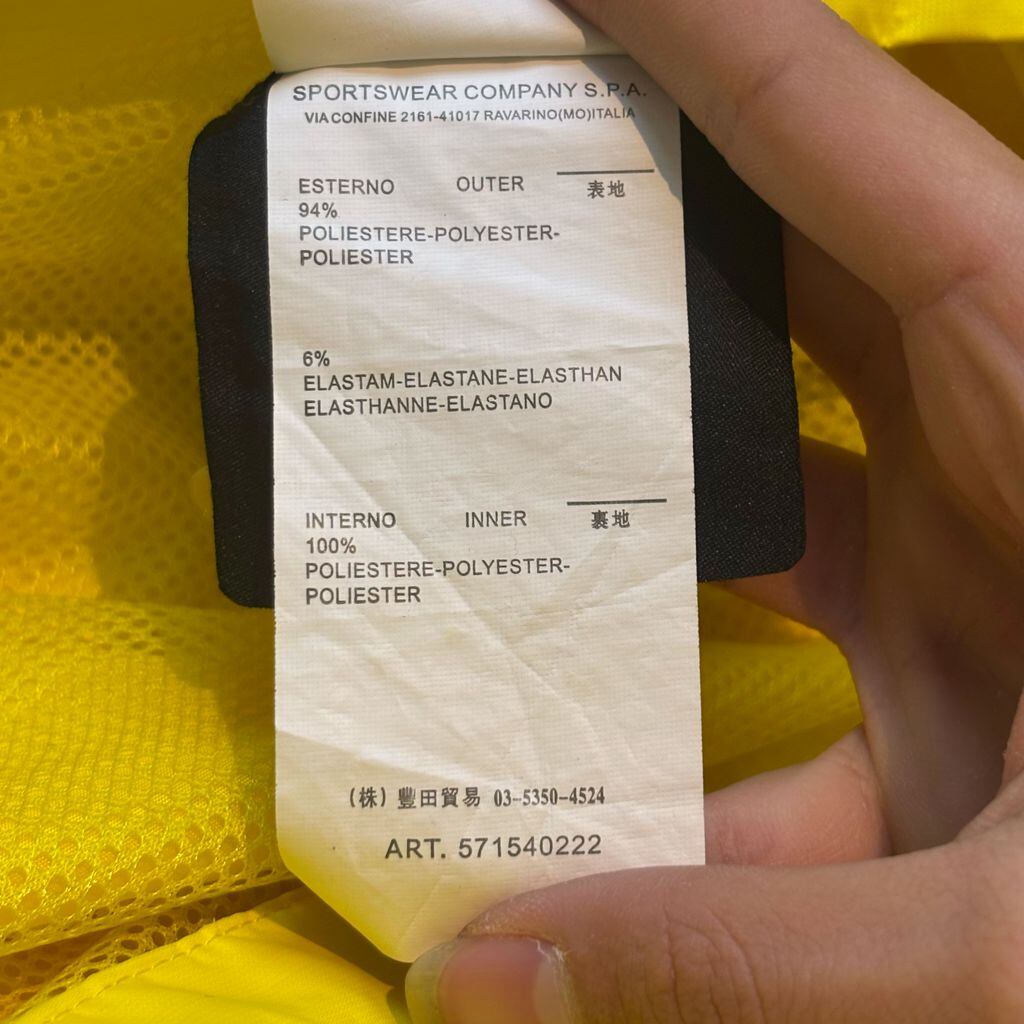 SPORTSWEAR COMPANY S.P.A.
VIA CONFINE 2161-41017 RAVARINO(MO)ITALIA
ESTERNO OUTER 表地
94%
POLIESTERE-POLYESTER-
POLIESTER
6%
ELASTAM-ELASTANE-ELASTHAN
ELASTHANNE-ELASTANO
INTERNO INNER 裏地
100%
POLIESTERE-POLYESTER-
POLIESTER
(株)豐田貿易 03-5350-4524
ART. 571540222